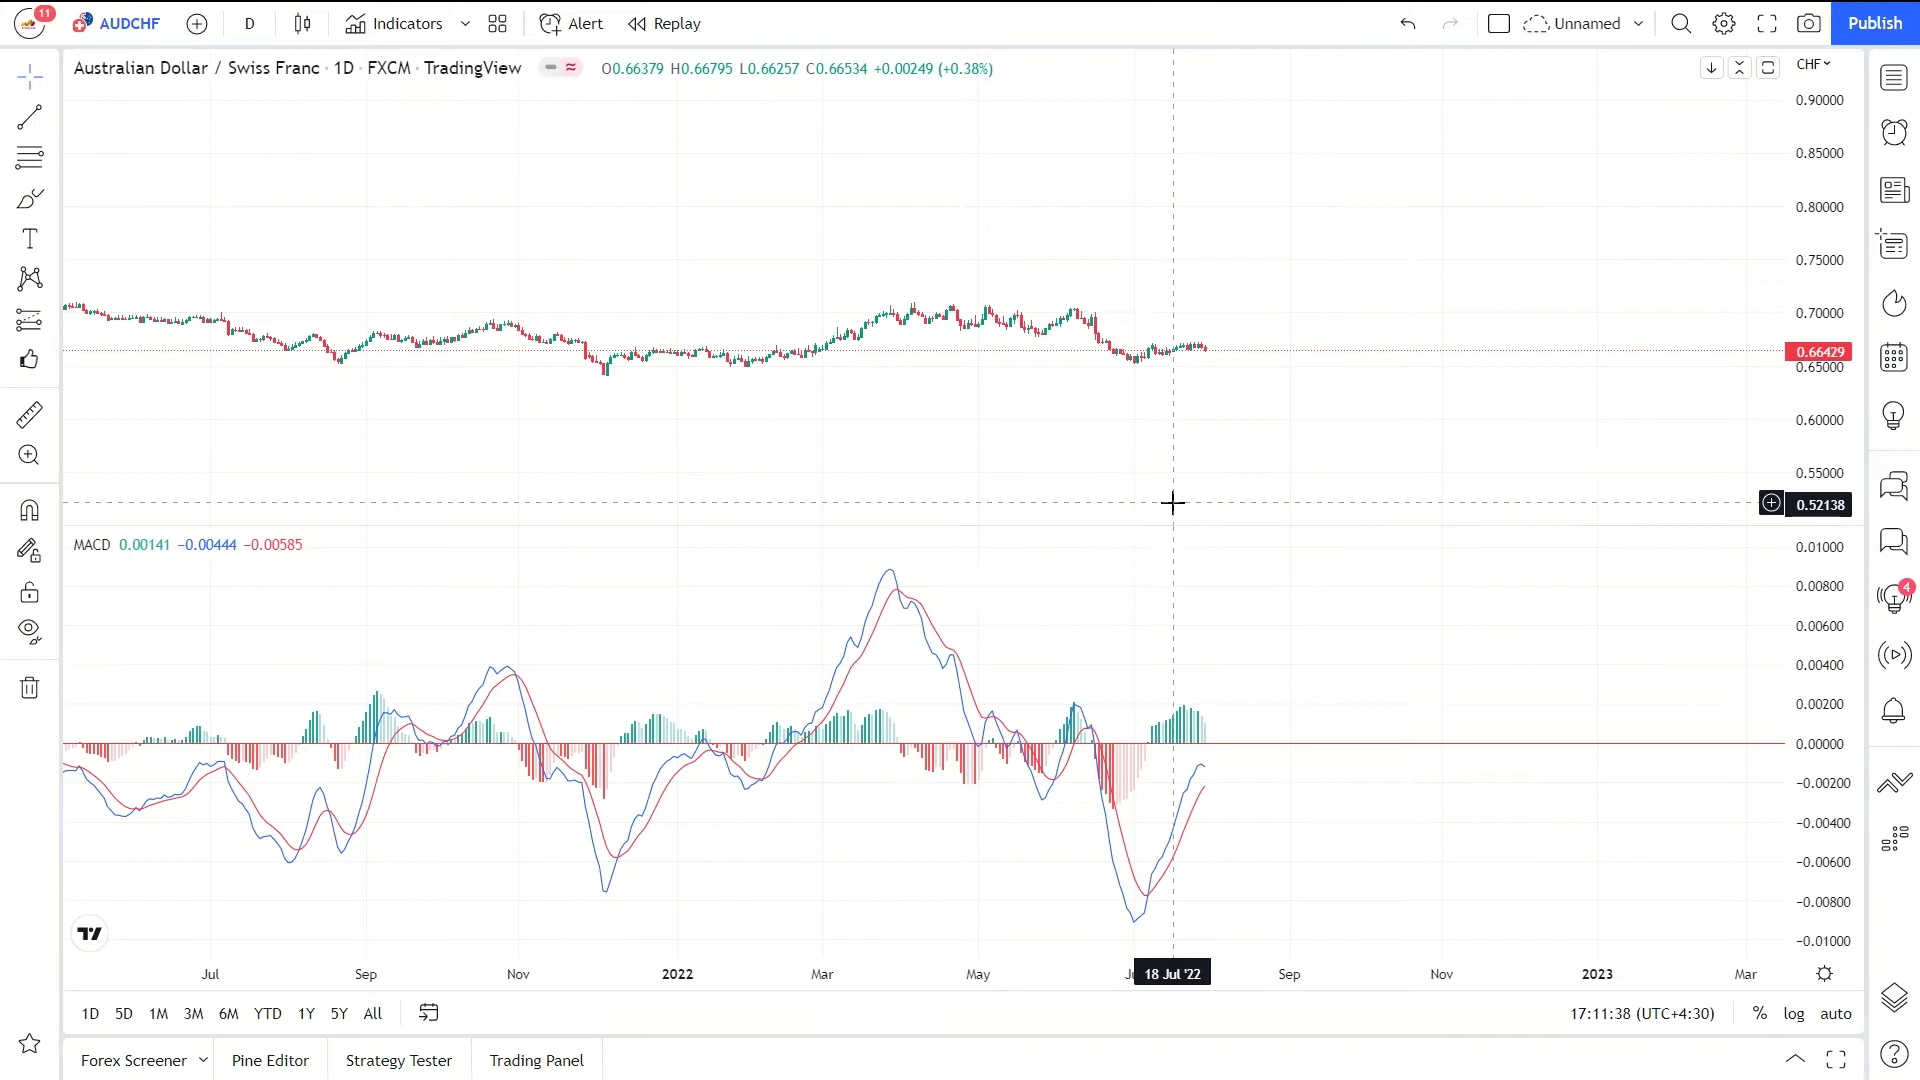 11
AUDCHF
D
Indicators
Alert
Replay
Unnamed
Publish
Australian Dollar / Swiss Franc · 1D · FXCM · TradingView
O0.66379 H0.66795 L0.66257 C0.66534 +0.00249 (+0.38%)
CHF
0.90000
0.85000
0.80000
0.75000
0.70000
0.66429
0.65000
0.60000
0.55000
0.52138
MACD 0.00141 −0.00444 −0.00585
0.01000
0.00800
0.00600
0.00400
0.00200
0.00000
−0.00200
−0.00400
−0.00600
−0.00800
−0.01000
4
Jul Sep Nov 2022 Mar May 18 Jul '22 Sep Nov 2023 Mar
1D 5D 1M 3M 6M YTD 1Y 5Y All
17:11:38 (UTC+4:30) % log auto
Forex Screener Pine Editor Strategy Tester Trading Panel